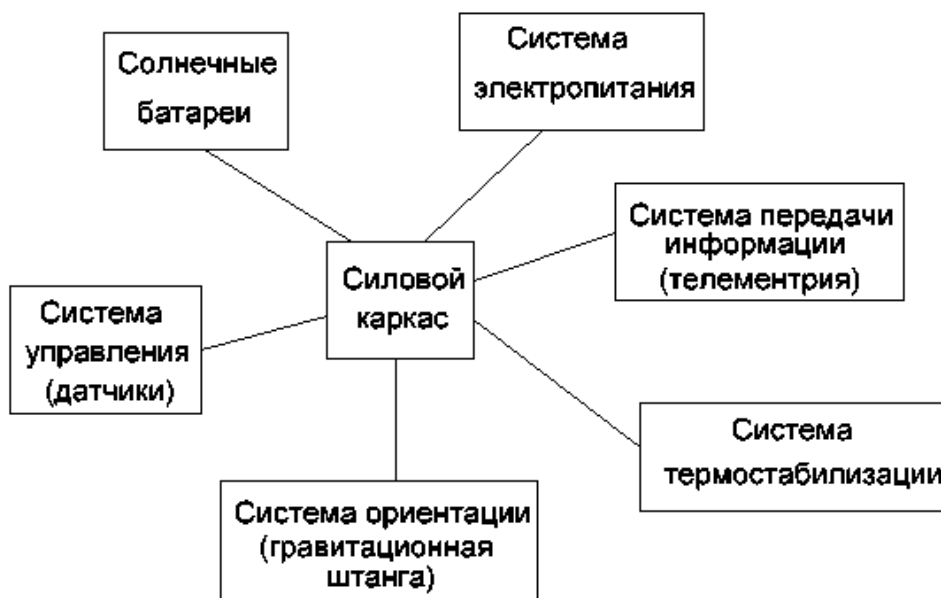 Солнечные
батареи
Система
электропитания
Система передачи
информации
(телементрия)
Силовой
каркас
Система
управления
(датчики)
Система
термостабилизации
Система ориентации
(гравитационная
штанга)